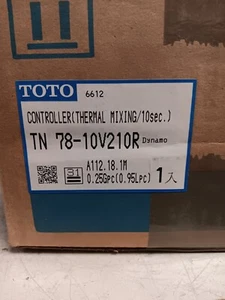 TOTO 6612
CONTROLLER(THERMAL MIXING/10sec.)
TN 78-10V210R Dynamo
A112.18.1M
0.25Gpc(0.95Lpc) 1入